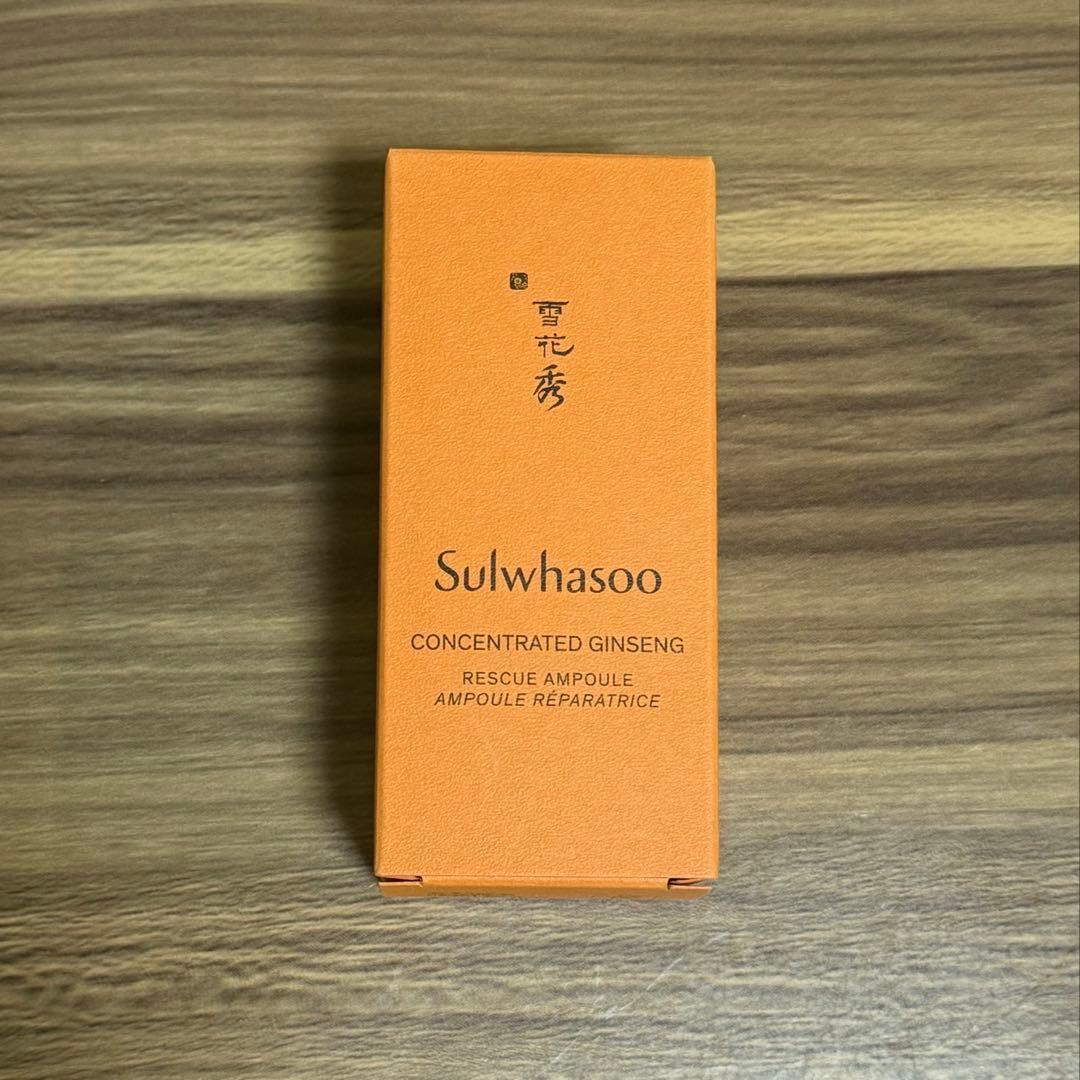 雪花秀
Sulwhasoo
CONCENTRATED GINSENG
RESCUE AMPOULE
AMPOULE RÉPARATRICE